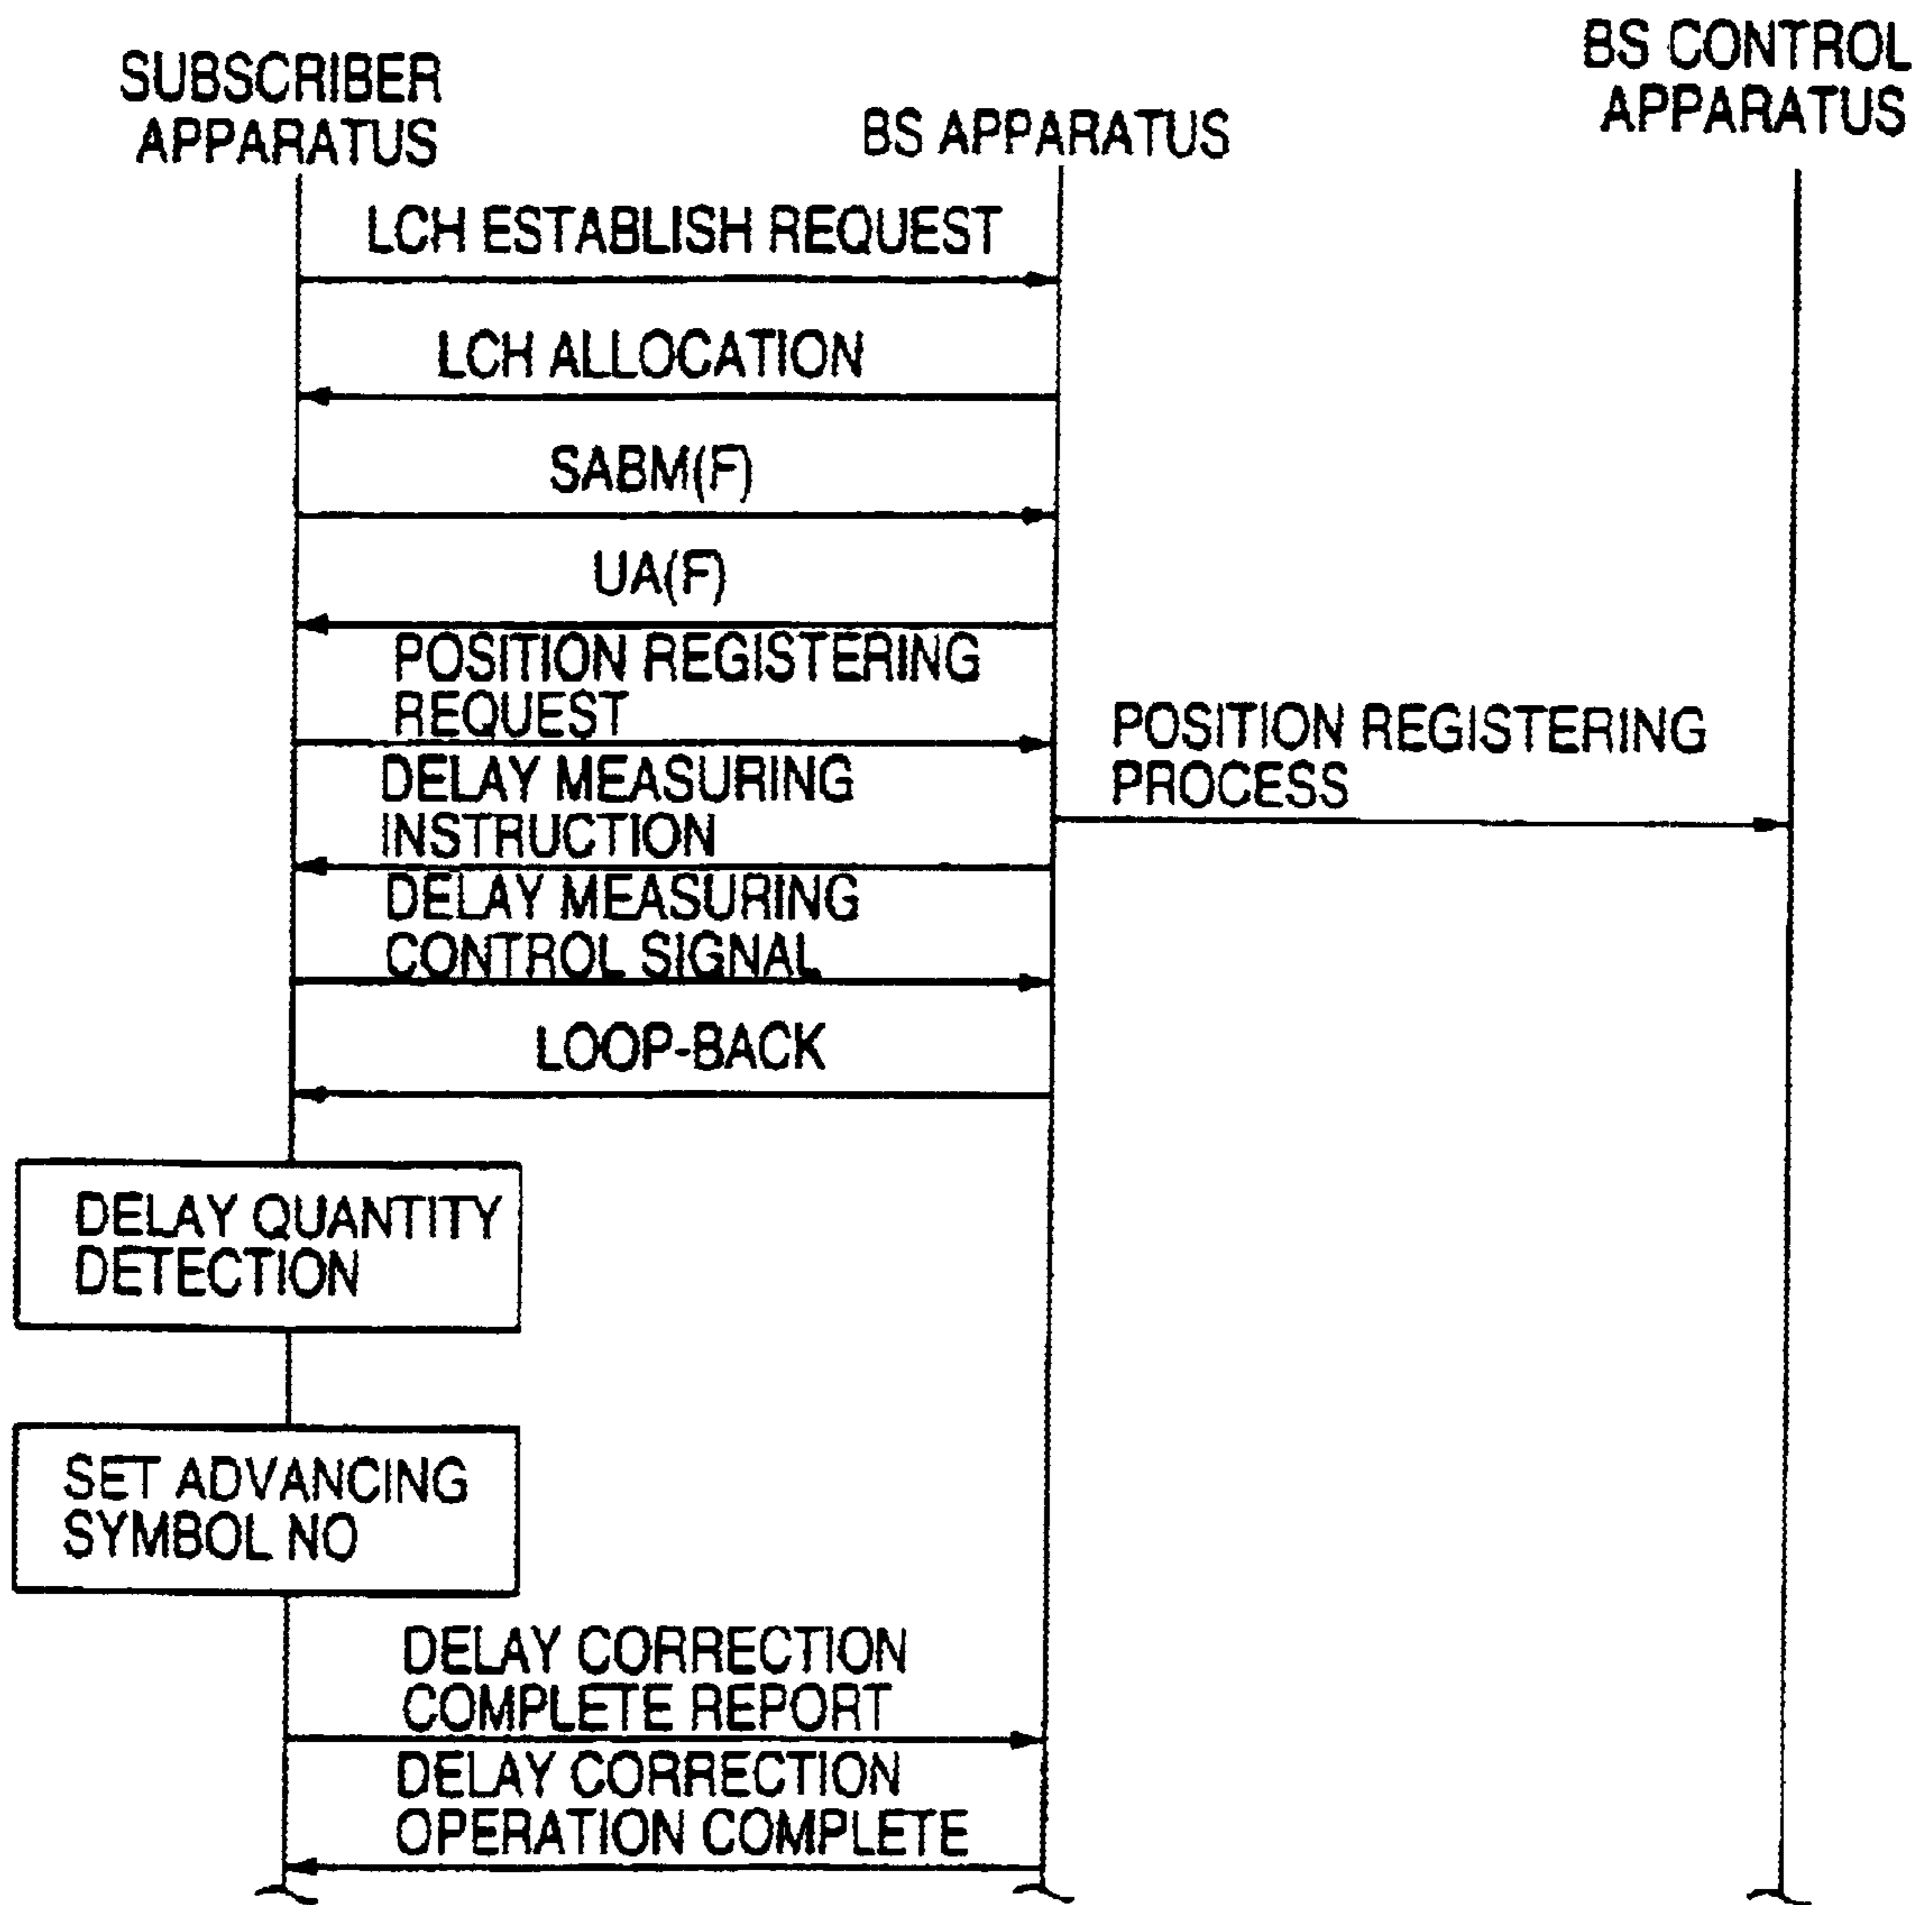 SUBSCRIBER
APPARATUS
BS APPARATUS
BS CONTROL
APPARATUS
LCH ESTABLISH REQUEST
LCH ALLOCATION
SABM(F)
UA(F)
POSITION REGISTERING
REQUEST
POSITION REGISTERING
PROCESS
DELAY MEASURING
INSTRUCTION
DELAY MEASURING
CONTROL SIGNAL
LOOP-BACK
DELAY QUANTITY
DETECTION
SET ADVANCING
SYMBOL NO
DELAY CORRECTION
COMPLETE REPORT
DELAY CORRECTION
OPERATION COMPLETE